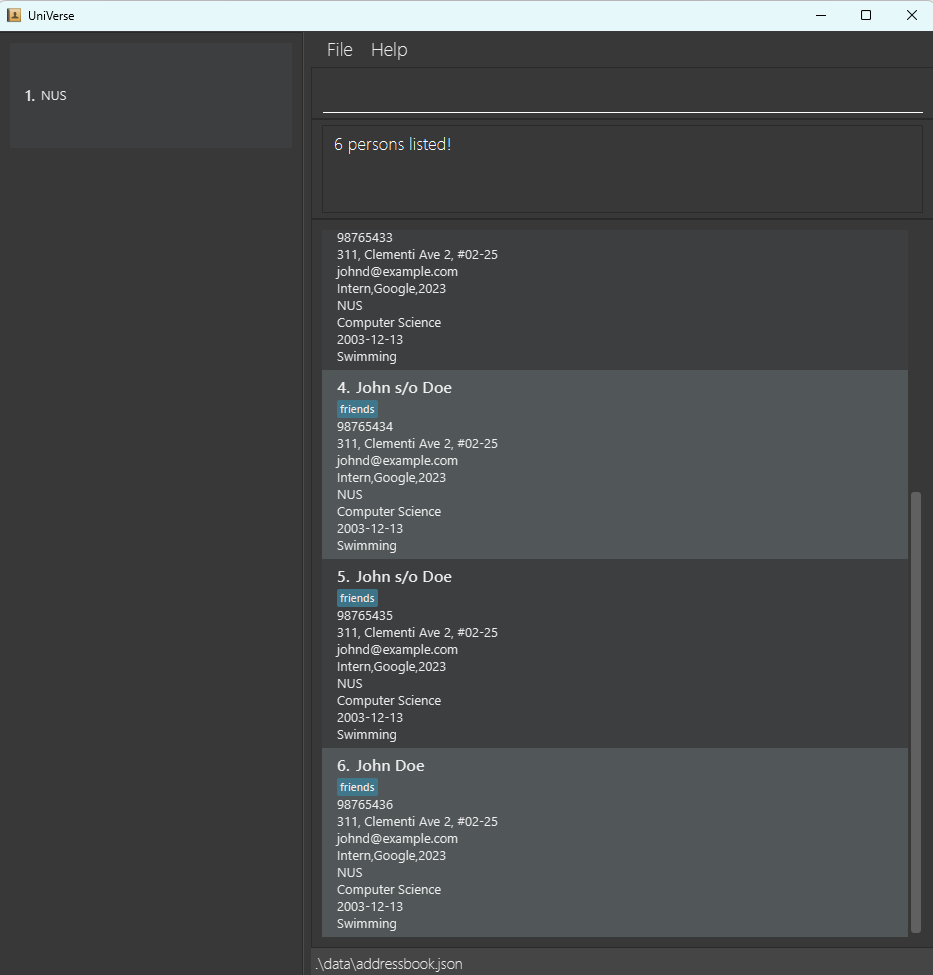 UniVerse
1. NUS
File Help
6 persons listed!
98765433
311, Clementi Ave 2, #02-25
johnd@example.com
Intern,Google,2023
NUS
Computer Science
2003-12-13
Swimming
4. John s/o Doe
friends
98765434
311, Clementi Ave 2, #02-25
johnd@example.com
Intern,Google,2023
NUS
Computer Science
2003-12-13
Swimming
5. John s/o Doe
friends
98765435
311, Clementi Ave 2, #02-25
johnd@example.com
Intern,Google,2023
NUS
Computer Science
2003-12-13
Swimming
6. John Doe
friends
98765436
311, Clementi Ave 2, #02-25
johnd@example.com
Intern,Google,2023
NUS
Computer Science
2003-12-13
Swimming
.\data\addressbook.json